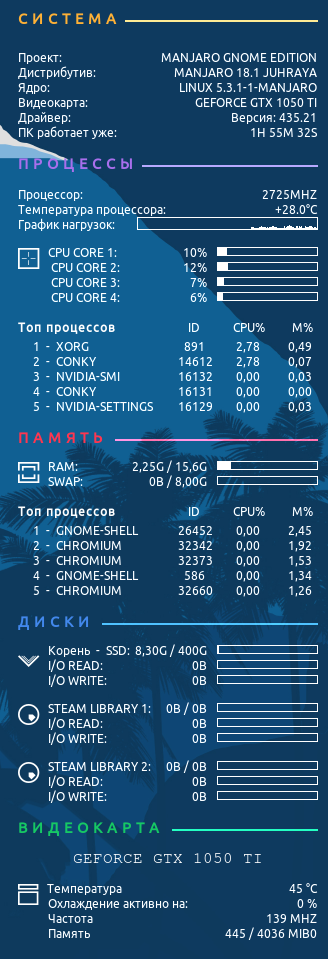 СИСТЕМА
Проект: MANJARO GNOME EDITION
Дистрибутив: MANJARO 18.1 JUHRAYA
Ядро: LINUX 5.3.1-1-MANJARO
Видеокарта: GEFORCE GTX 1050 TI
Драйвер: Версия: 435.21
ПК работает уже: 1H 55M 32S
ПРОЦЕССЫ
Процессор: 2725MHZ
Температура процессора: +28.0°C
График нагрузок:
CPU CORE 1: 10%
CPU CORE 2: 12%
CPU CORE 3: 7%
CPU CORE 4: 6%
Топ процессов ID CPU% M%
1 - XORG 891 2,78 0,49
2 - CONKY 14612 2,78 0,07
3 - NVIDIA-SMI 16132 0,00 0,03
4 - CONKY 16131 0,00 0,00
5 - NVIDIA-SETTINGS 16129 0,00 0,03
ПАМЯТЬ
RAM: 2,25G / 15,6G
SWAP: 0B / 8,00G
Топ процессов ID CPU% M%
1 - GNOME-SHELL 26452 0,00 2,45
2 - CHROMIUM 32342 0,00 1,92
3 - CHROMIUM 32373 0,00 1,53
4 - GNOME-SHELL 586 0,00 1,34
5 - CHROMIUM 32660 0,00 1,26
ДИСКИ
Корень - SSD: 8,30G / 400G
I/O READ: 0B
I/O WRITE: 0B
STEAM LIBRARY 1: 0B / 0B
I/O READ: 0B
I/O WRITE: 0B
STEAM LIBRARY 2: 0B / 0B
I/O READ: 0B
I/O WRITE: 0B
ВИДЕОКАРТА
GEFORCE GTX 1050 TI
Температура 45 °C
Охлаждение активно на: 0 %
Частота 139 MHZ
Память 445 / 4036 MIB0